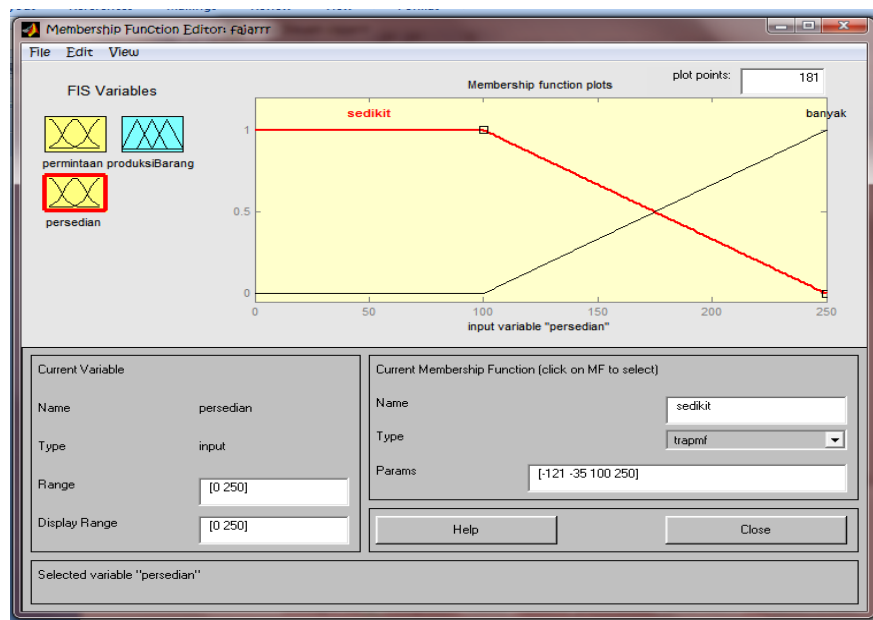 Membership Function Editor: fajarrr
File Edit View
FIS Variables
permintaan produksiBarang
persedian
Membership function plots
plot points:
181
sedikit
banyak
1
0.5
0
0 50 100 150 200 250
input variable "persedian"
Current Variable
Name persedian
Type input
Range [0 250]
Display Range [0 250]
Current Membership Function (click on MF to select)
Name sedikit
Type trapmf
Params [-121 -35 100 250]
Help Close
Selected variable "persedian"